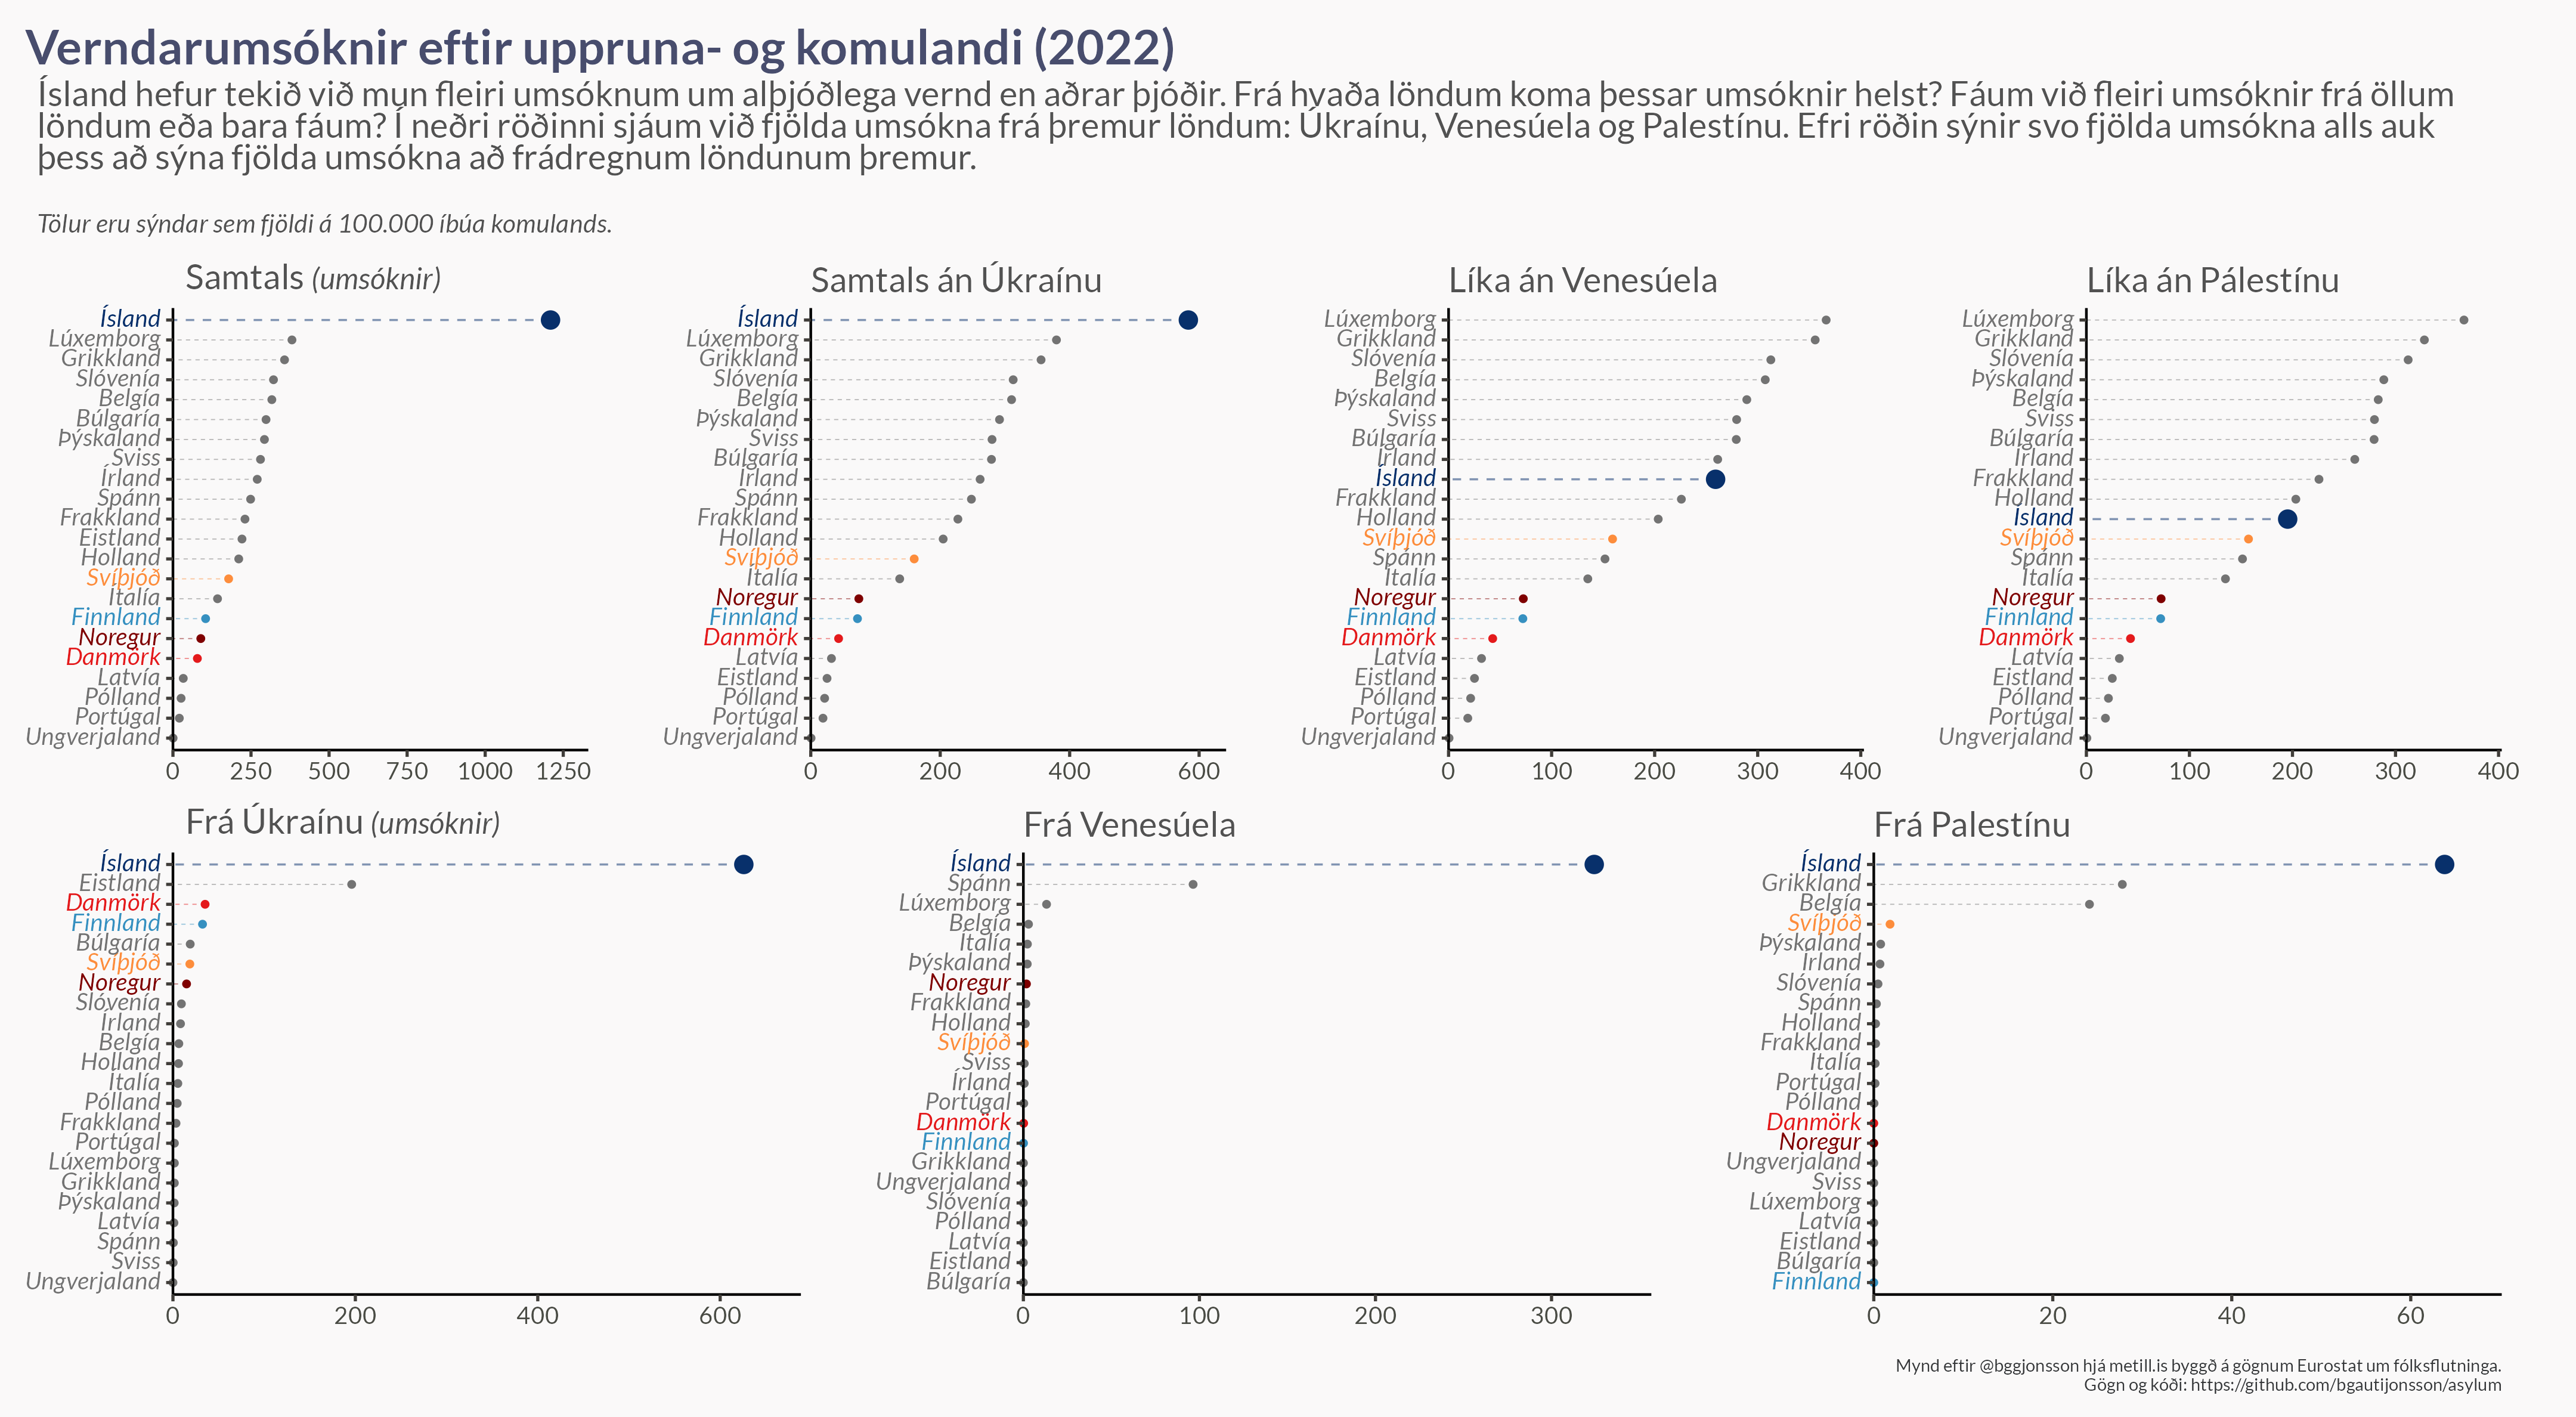 Verndarumsóknir eftir uppruna- og komulandi (2022)
Ísland hefur tekið við mun fleiri umsóknum um alþjóðlega vernd en aðrar þjóðir. Frá hvaða löndum koma þessar umsóknir helst? Fáum við fleiri umsóknir frá öllum
löndum eða bara fáum? Í neðri röðinni sjáum við fjölda umsókna frá þremur löndum: Úkraínu, Venesúela og Palestínu. Efri röðin sýnir svo fjölda umsókna alls auk
þess að sýna fjölda umsókna að frádregnum löndunum þremur.
Tölur eru sýndar sem fjöldi á 100.000 íbúa komulands.
Samtals (umsóknir)
Ísland
Lúxemborg
Grikkland
Slóvenía
Belgía
Búlgaría
Þýskaland
Sviss
Írland
Spánn
Frakkland
Eistland
Holland
Svíþjóð
Ítalía
Finnland
Noregur
Danmörk
Latvía
Pólland
Portúgal
Ungverjaland
0 250 500 750 1000 1250
Samtals án Úkraínu
Ísland
Lúxemborg
Grikkland
Slóvenía
Belgía
Þýskaland
Sviss
Búlgaría
Írland
Spánn
Frakkland
Holland
Svíþjóð
Ítalía
Noregur
Finnland
Danmörk
Latvía
Eistland
Pólland
Portúgal
Ungverjaland
0 200 400 600
Líka án Venesúela
Lúxemborg
Grikkland
Slóvenía
Belgía
Þýskaland
Sviss
Búlgaría
Írland
Ísland
Frakkland
Holland
Svíþjóð
Spánn
Ítalía
Noregur
Finnland
Danmörk
Latvía
Eistland
Pólland
Portúgal
Ungverjaland
0 100 200 300 400
Líka án Pálestínu
Lúxemborg
Grikkland
Slóvenía
Þýskaland
Belgía
Sviss
Búlgaría
Írland
Frakkland
Holland
Ísland
Svíþjóð
Spánn
Ítalía
Noregur
Finnland
Danmörk
Latvía
Eistland
Pólland
Portúgal
Ungverjaland
0 100 200 300 400
Frá Úkraínu (umsóknir)
Ísland
Eistland
Danmörk
Finnland
Búlgaría
Svíþjóð
Noregur
Slóvenía
Írland
Belgía
Holland
Ítalía
Pólland
Frakkland
Portúgal
Lúxemborg
Grikkland
Þýskaland
Latvía
Spánn
Sviss
Ungverjaland
0 200 400 600
Frá Venesúela
Ísland
Spánn
Lúxemborg
Belgía
Ítalía
Þýskaland
Noregur
Frakkland
Holland
Svíþjóð
Sviss
Írland
Portúgal
Danmörk
Finnland
Grikkland
Ungverjaland
Slóvenía
Pólland
Latvía
Eistland
Búlgaría
0 100 200 300
Frá Palestínu
Ísland
Grikkland
Belgía
Svíþjóð
Þýskaland
Írland
Slóvenía
Spánn
Holland
Frakkland
Ítalía
Portúgal
Pólland
Danmörk
Noregur
Ungverjaland
Sviss
Lúxemborg
Latvía
Eistland
Búlgaría
Finnland
0 20 40 60
Mynd eftir @bggjonsson hjá metill.is byggð á gögnum Eurostat um fólksflutninga.
Gögn og kóði: https://github.com/bgautijonsson/asylum